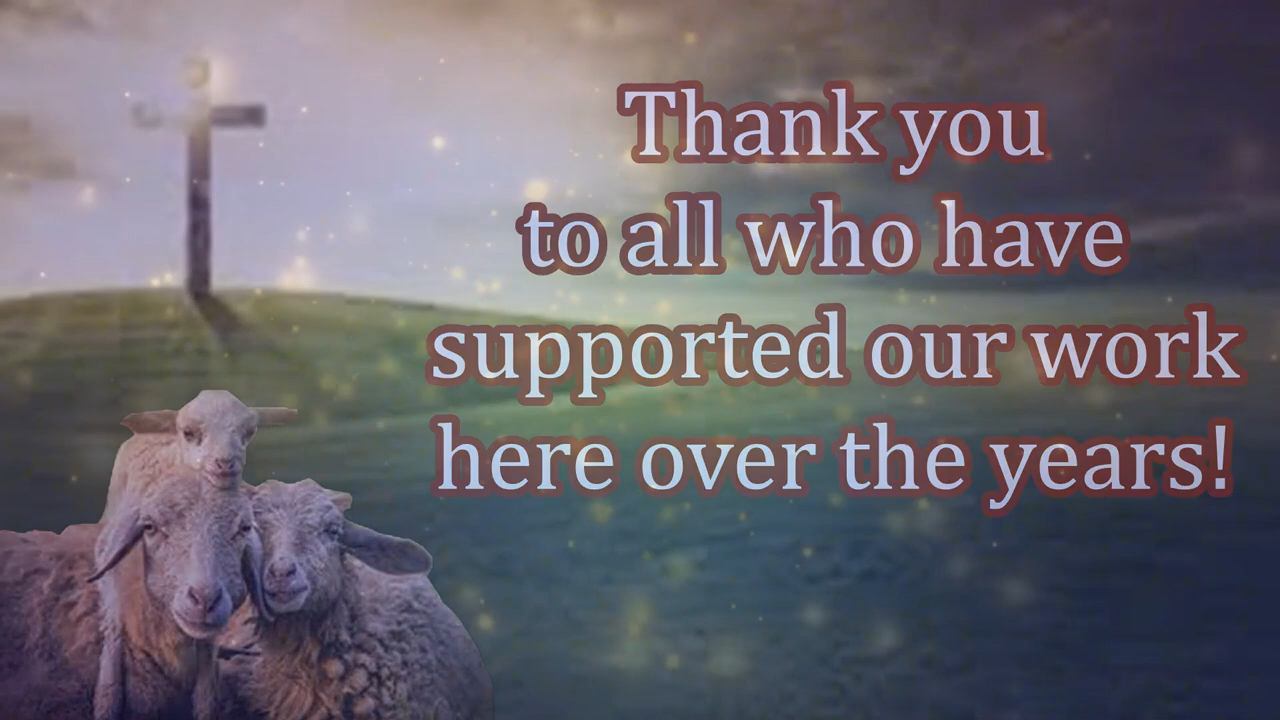 Thank you
to all who have
supported our work
here over the years!